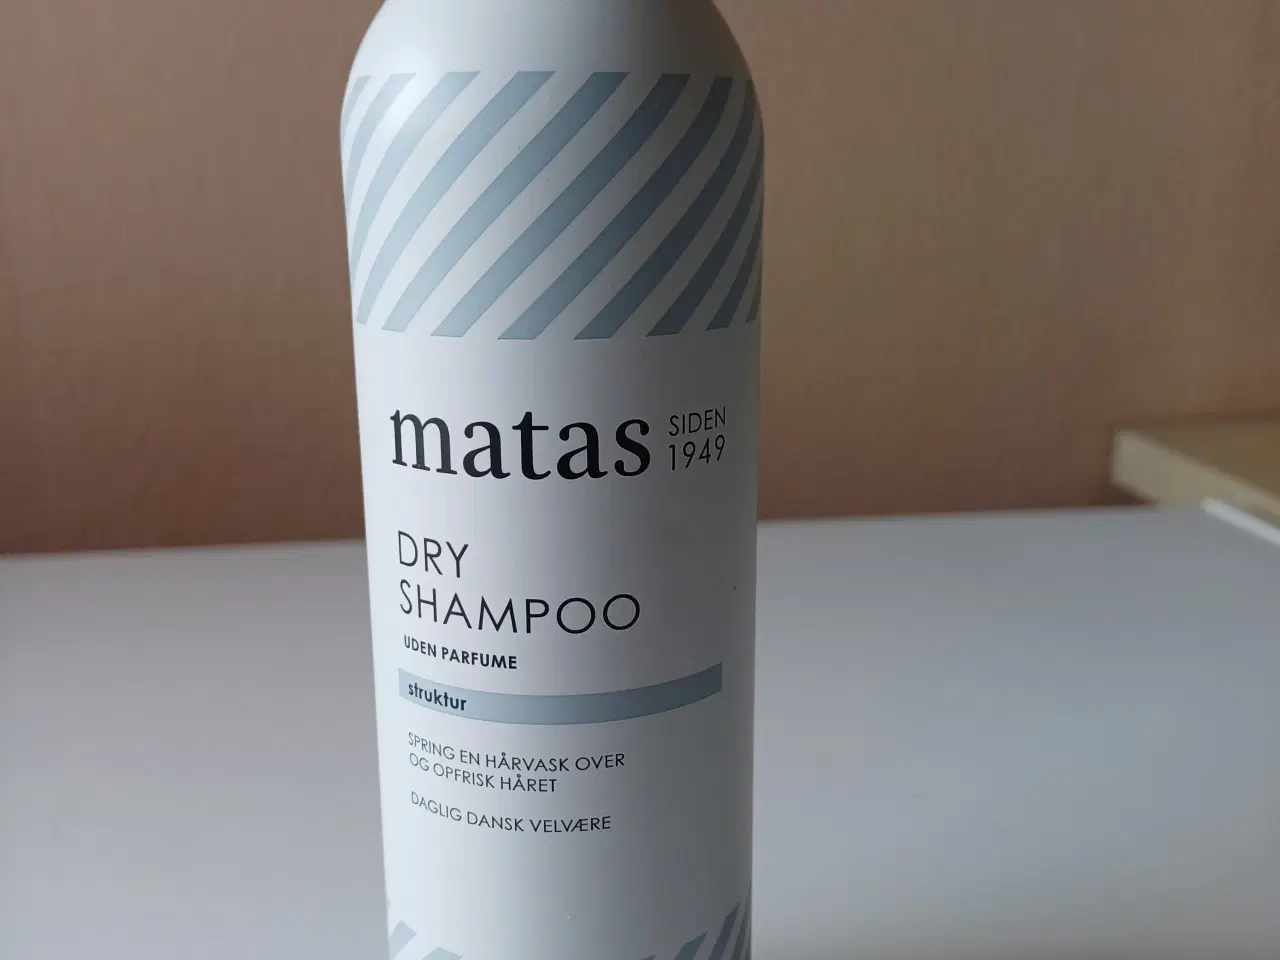 matas SIDEN 1949
DRY
SHAMPOO
UDEN PARFUME
struktur
SPRING EN HÅRVASK OVER
OG OPFRISK HÅRET
DAGLIG DANSK VELVÆRE